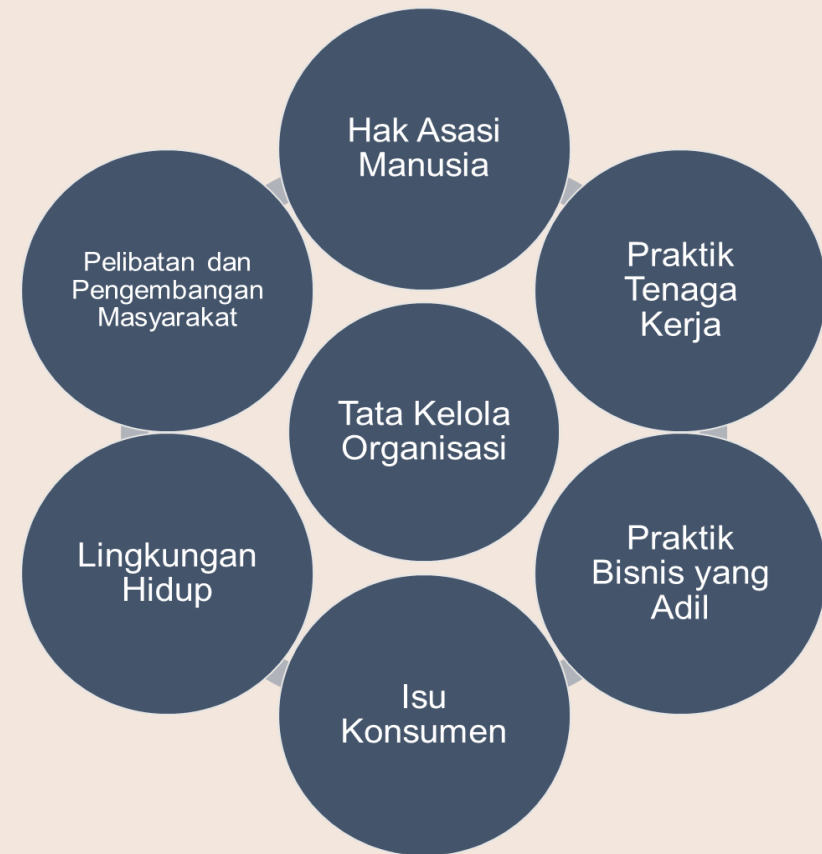 Hak Asasi
Manusia
Praktik
Tenaga
Kerja
Praktik
Bisnis yang
Adil
Isu
Konsumen
Lingkungan
Hidup
Pelibatan dan
Pengembangan
Masyarakat
Tata Kelola
Organisasi